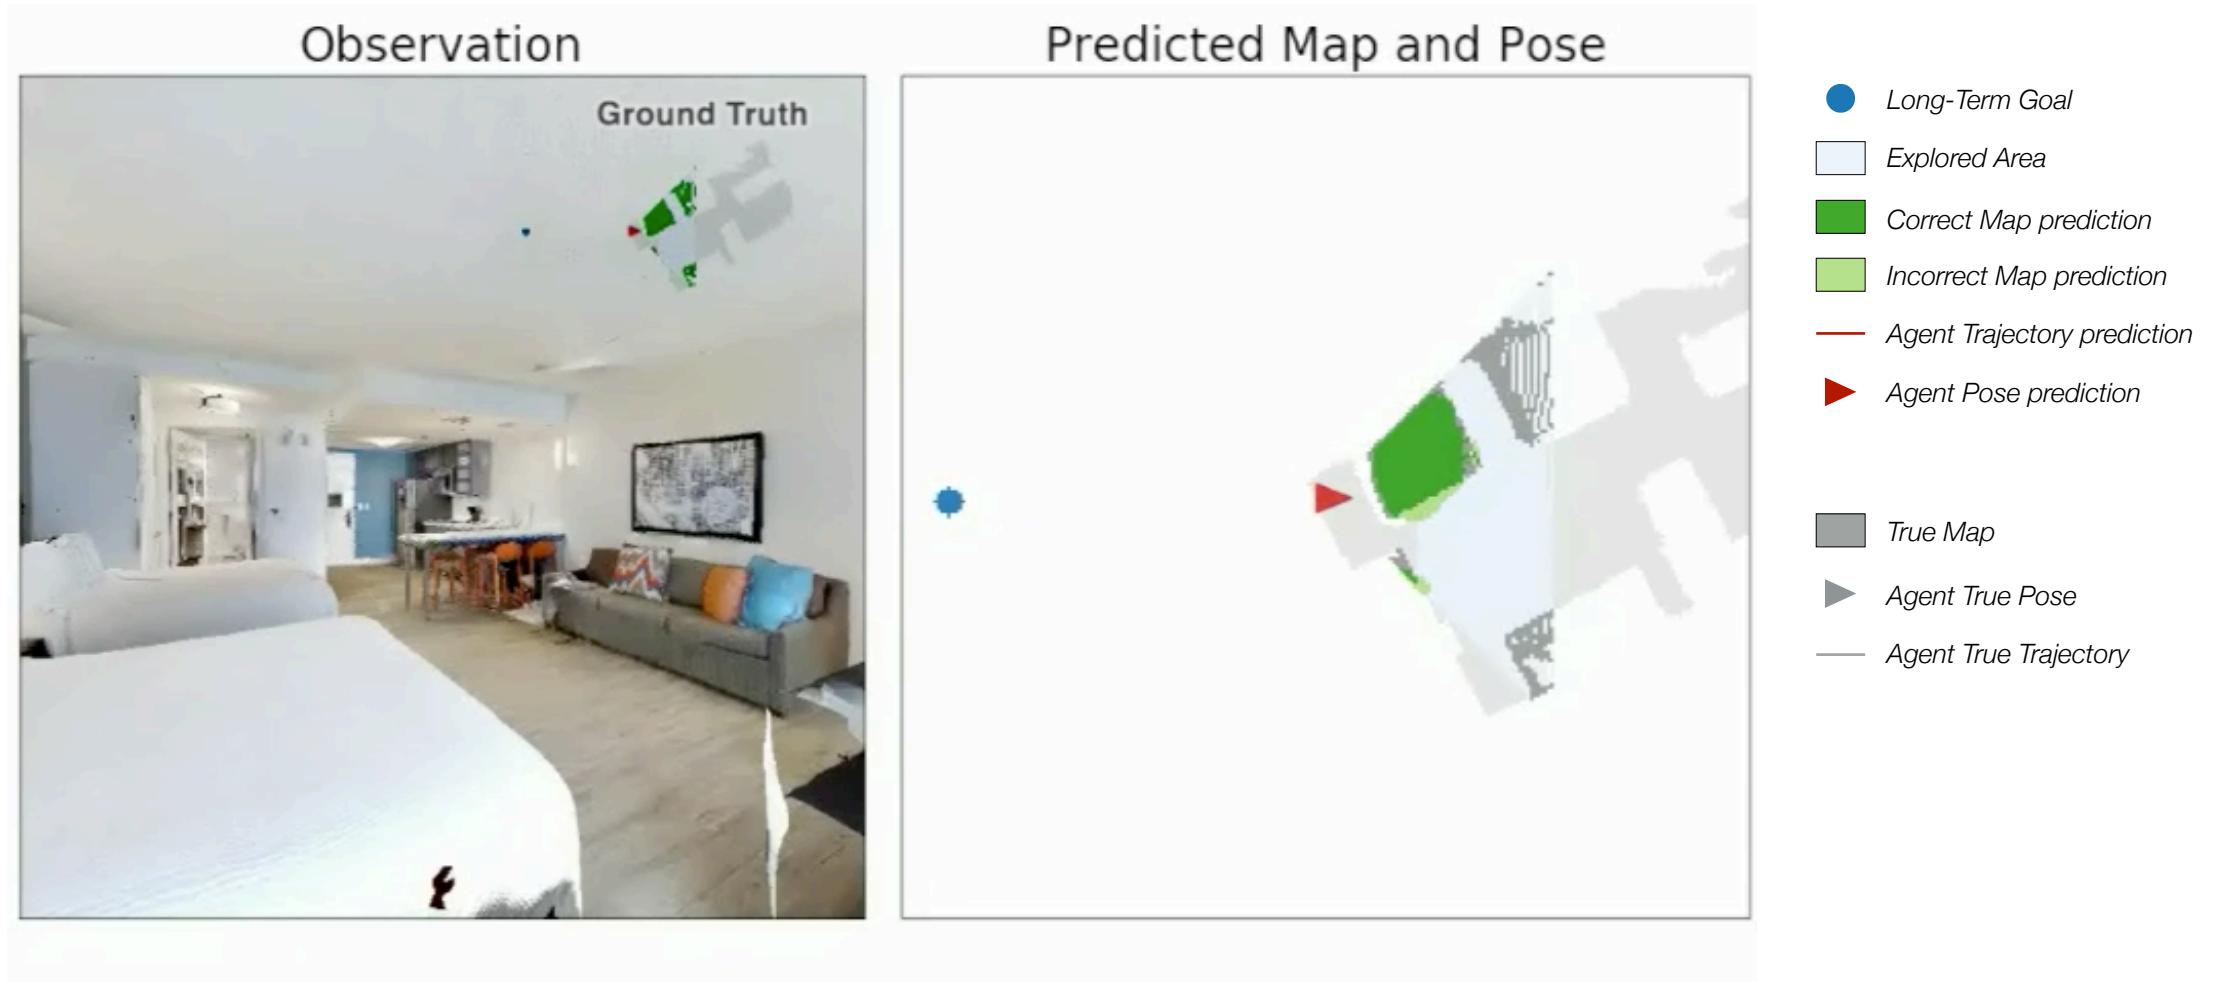 Observation
Predicted Map and Pose
Ground Truth
Long-Term Goal
Explored Area
Correct Map prediction
Incorrect Map prediction
Agent Trajectory prediction
Agent Pose prediction
True Map
Agent True Pose
Agent True Trajectory